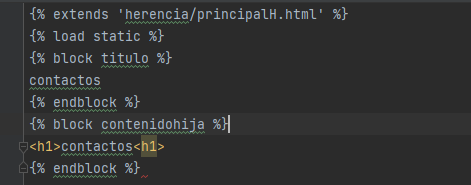 {% extends 'herencia/principalH.html' %}
{% load static %}
{% block titulo %}
contactos
{% endblock %}
{% block contenidohija %}
<h1>contactos<h1>
{% endblock %}